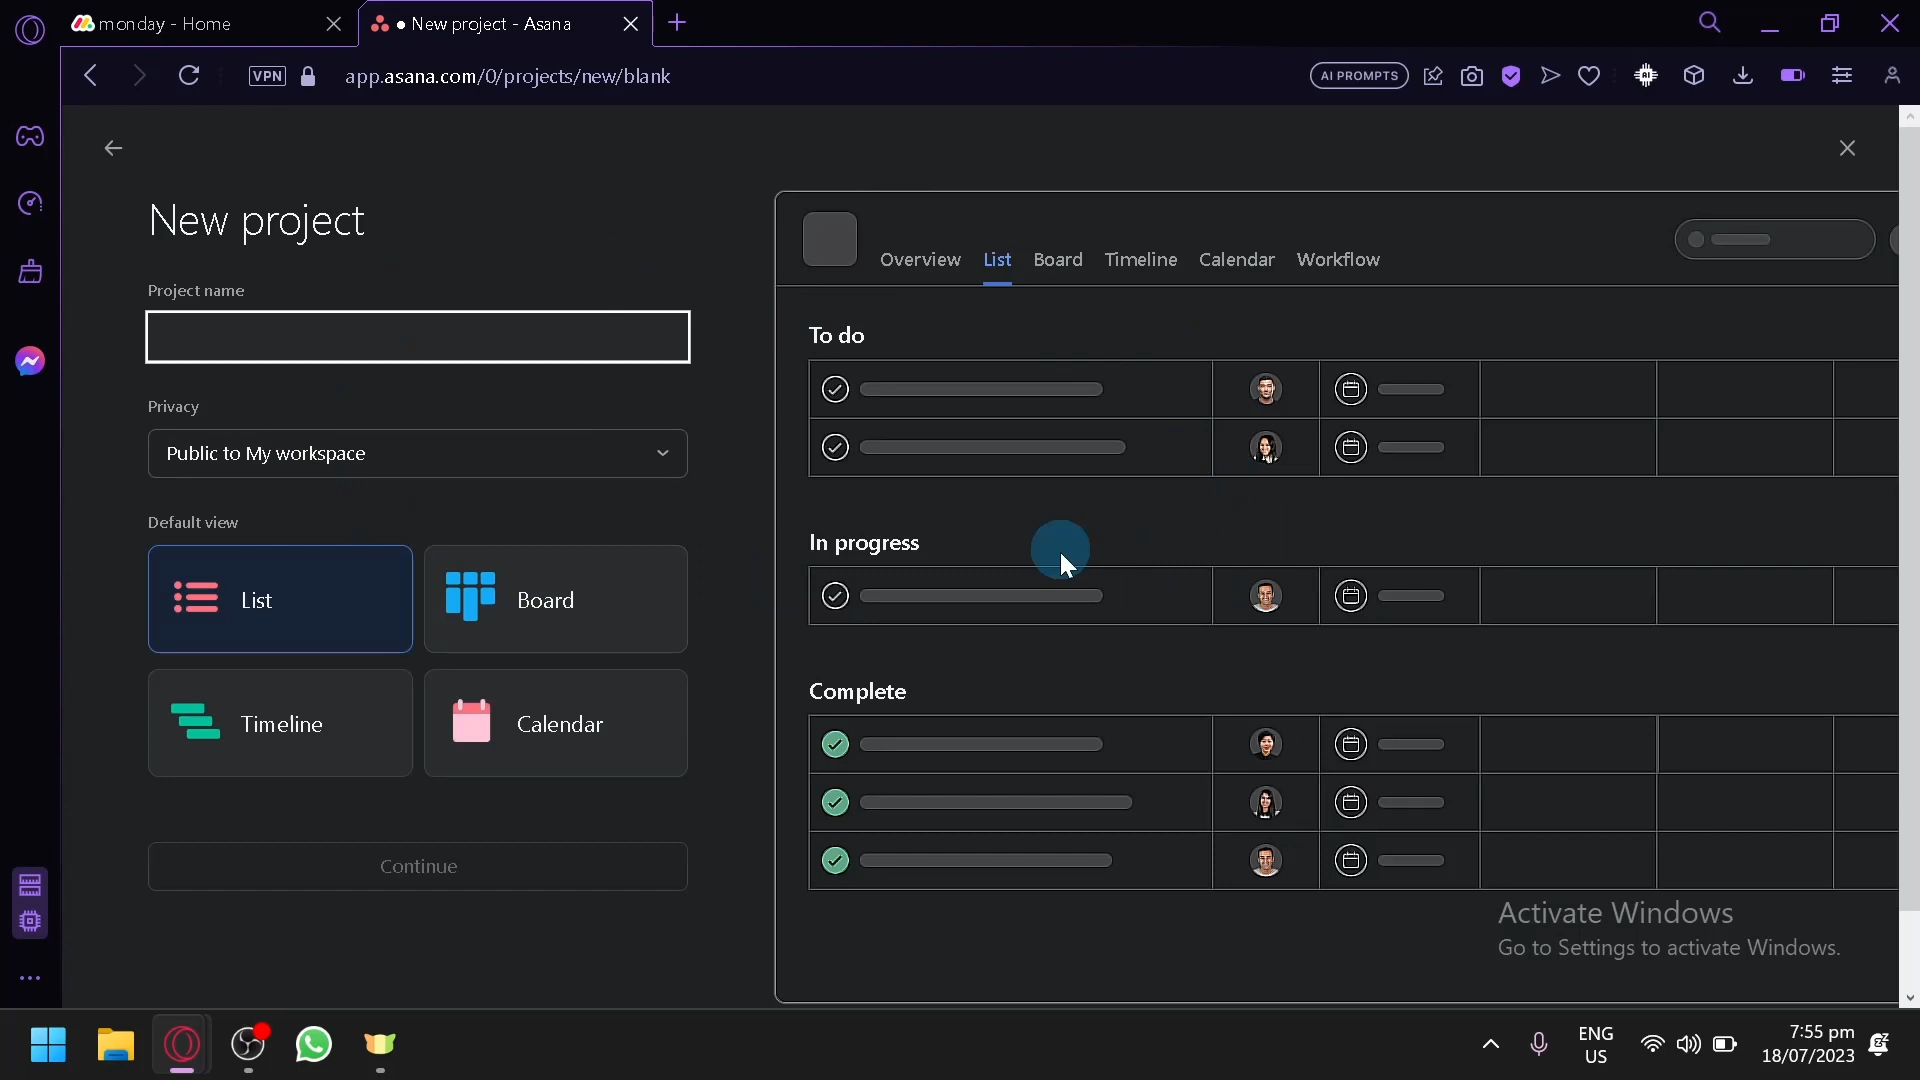 monday - Home
• New project - Asana
VPN
app.asana.com/0/projects/new/blank
AI PROMPTS
New project
Project name
Privacy
Public to My workspace
Default view
List
Board
Timeline
Calendar
Continue
Overview
List
Board
Timeline
Calendar
Workflow
To do
In progress
Complete
Activate Windows
Go to Settings to activate Windows.
ENG
US
7:55 pm
18/07/2023